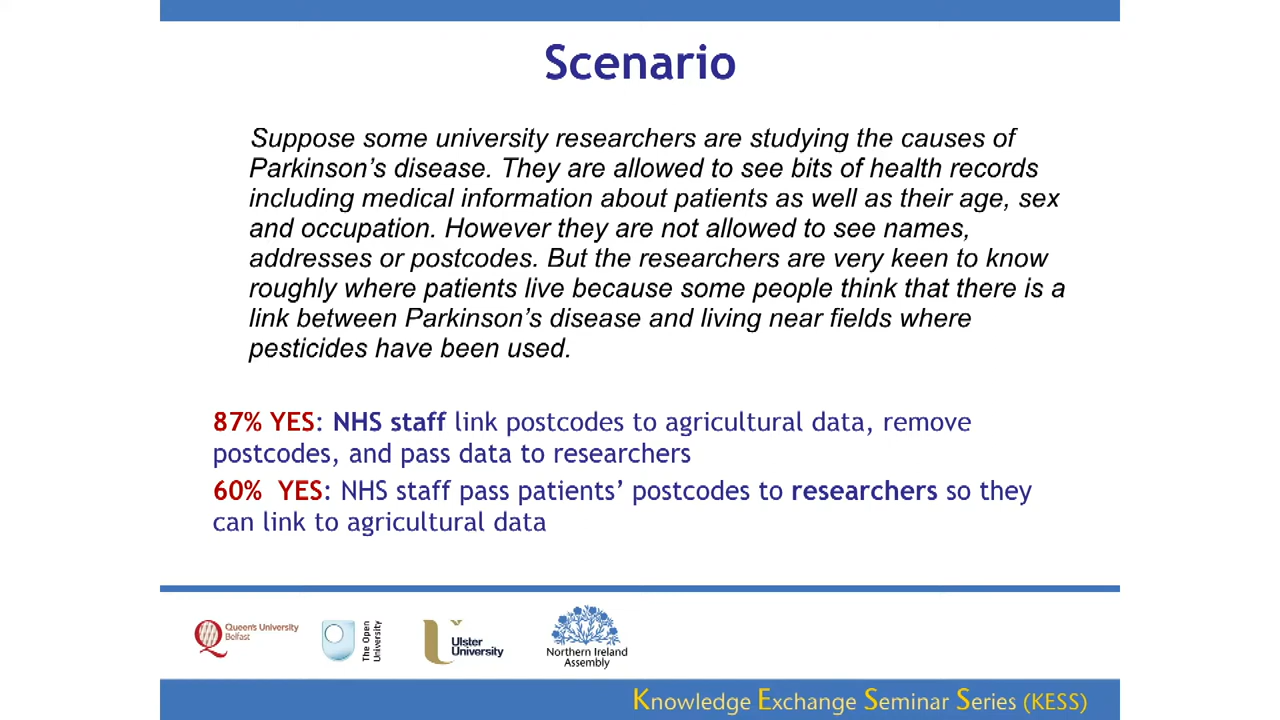 Scenario
Suppose some university researchers are studying the causes of
Parkinson's disease. They are allowed to see bits of health records
including medical information about patients as well as their age, sex
and occupation. However they are not allowed to see names,
addresses or postcodes. But the researchers are very keen to know
roughly where patients live because some people think that there is a
link between Parkinson's disease and living near fields where
pesticides have been used.
87% YES: NHS staff link postcodes to agricultural data, remove
postcodes, and pass data to researchers
60% YES: NHS staff pass patients' postcodes to researchers so they
can link to agricultural data
Queen's University
Belfast
The Open
University
Ulster
University
Northern Ireland
Assembly
Knowledge Exchange Seminar Series (KESS)